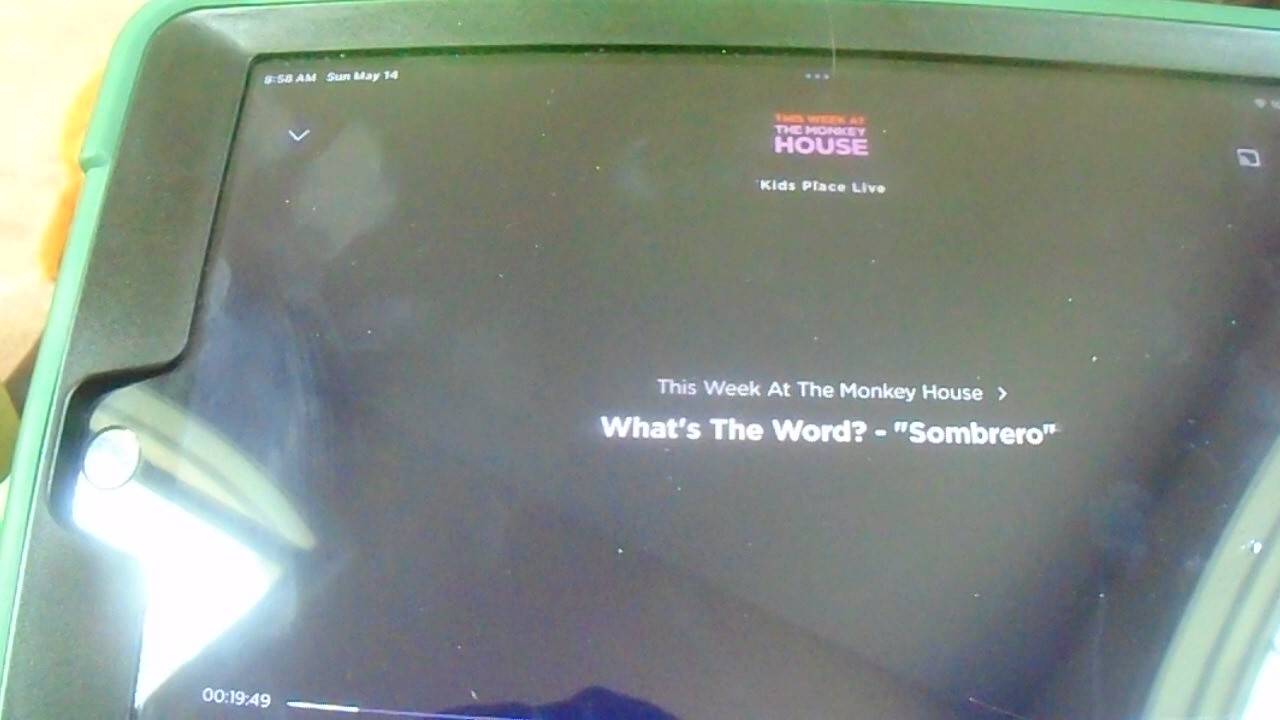 8:58 AM Sun May 14
THIS WEEK AT
THE MONKEY
HOUSE
Kids Place Live
This Week At The Monkey House >
What's The Word? - "Sombrero"
00:19:49